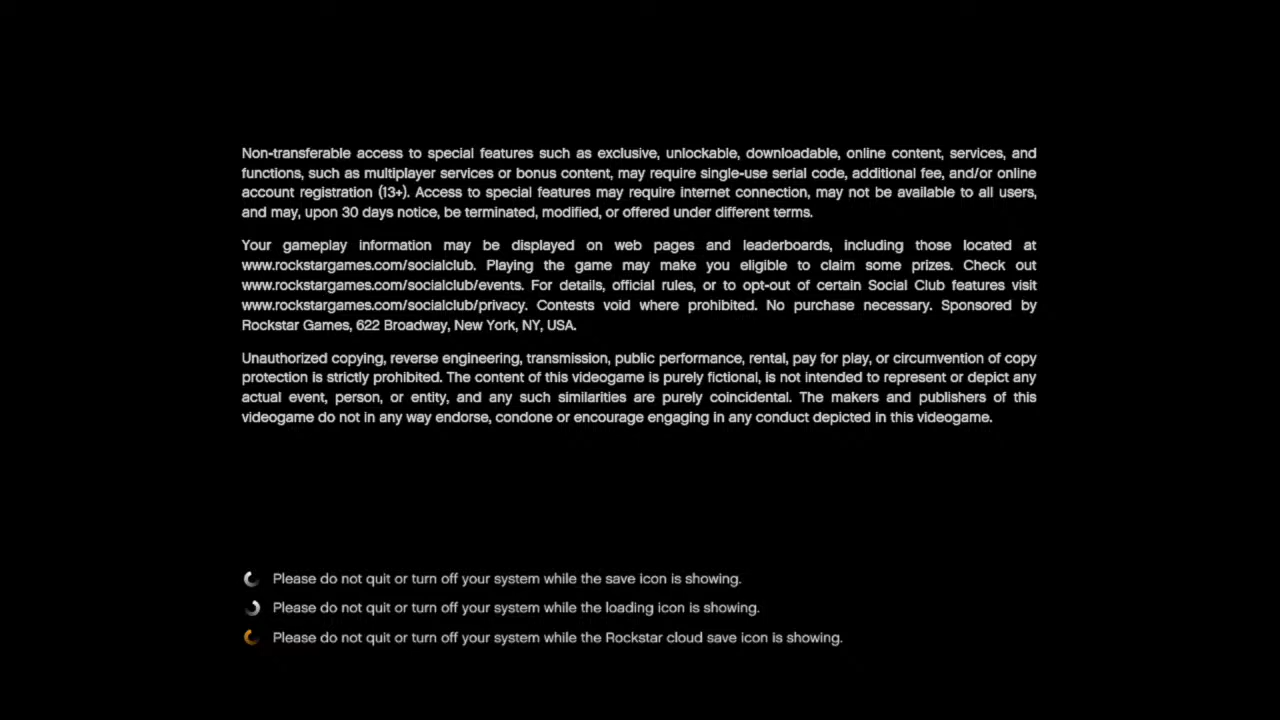 Non-transferable access to special features such as exclusive, unlockable, downloadable, online content, services, and
functions, such as multiplayer services or bonus content, may require single-use serial code, additional fee, and/or online
account registration (13+). Access to special features may require internet connection, may not be available to all users,
and may, upon 30 days notice, be terminated, modified, or offered under different terms.
Your gameplay information may be displayed on web pages and leaderboards, including those located at
www.rockstargames.com/socialclub. Playing the game may make you eligible to claim some prizes. Check out
www.rockstargames.com/socialclub/events. For details, official rules, or to opt-out of certain Social Club features visit
www.rockstargames.com/socialclub/privacy. Contests void where prohibited. No purchase necessary. Sponsored by
Rockstar Games, 622 Broadway, New York, NY, USA.
Unauthorized copying, reverse engineering, transmission, public performance, rental, pay for play, or circumvention of copy
protection is strictly prohibited. The content of this videogame is purely fictional, is not intended to represent or depict any
actual event, person, or entity, and any such similarities are purely coincidental. The makers and publishers of this
videogame do not in any way endorse, condone or encourage engaging in any conduct depicted in this videogame.
Please do not quit or turn off your system while the save icon is showing.
Please do not quit or turn off your system while the loading icon is showing.
Please do not quit or turn off your system while the Rockstar cloud save icon is showing.